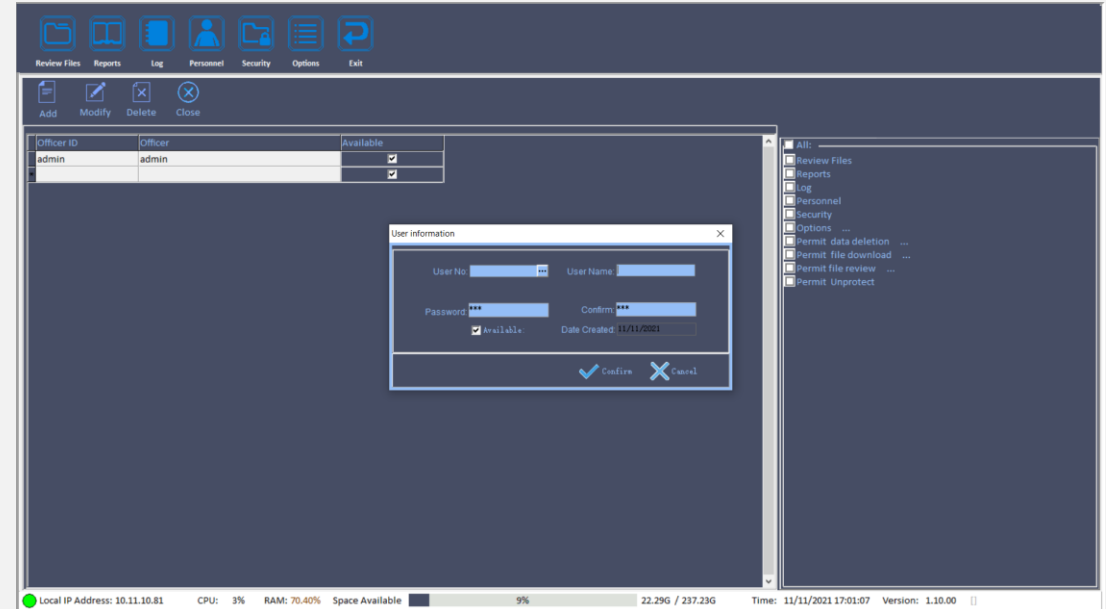 Review Files Reports Log Personnel Security Options Exit
Add Modify Delete Close
Officer ID Officer Available
admin admin
All:
Review Files
Reports
Log
Personnel
Security
Options ...
Permit data deletion ...
Permit file download ...
Permit file review ...
Permit Unprotect
User information
User No: ... User Name:
Password: *** Confirm: ***
Available: Date Created: 11/11/2021
Confirm Cancel
Local IP Address: 10.11.10.81 CPU: 3% RAM: 70.40% Space Available 9% 22.29G / 237.23G Time: 11/11/2021 17:01:07 Version: 1.10.00 []